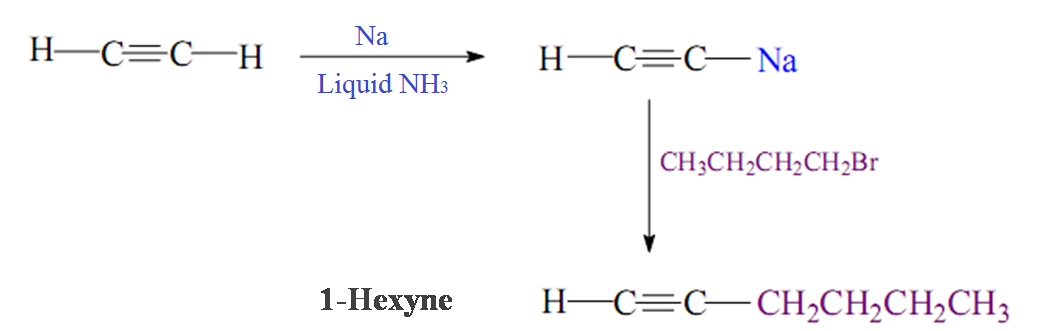 H—C≡C—H
Na
Liquid NH₃
H—C≡C—Na
CH₃CH₂CH₂CH₂Br
1-Hexyne
H—C≡C—CH₂CH₂CH₂CH₃